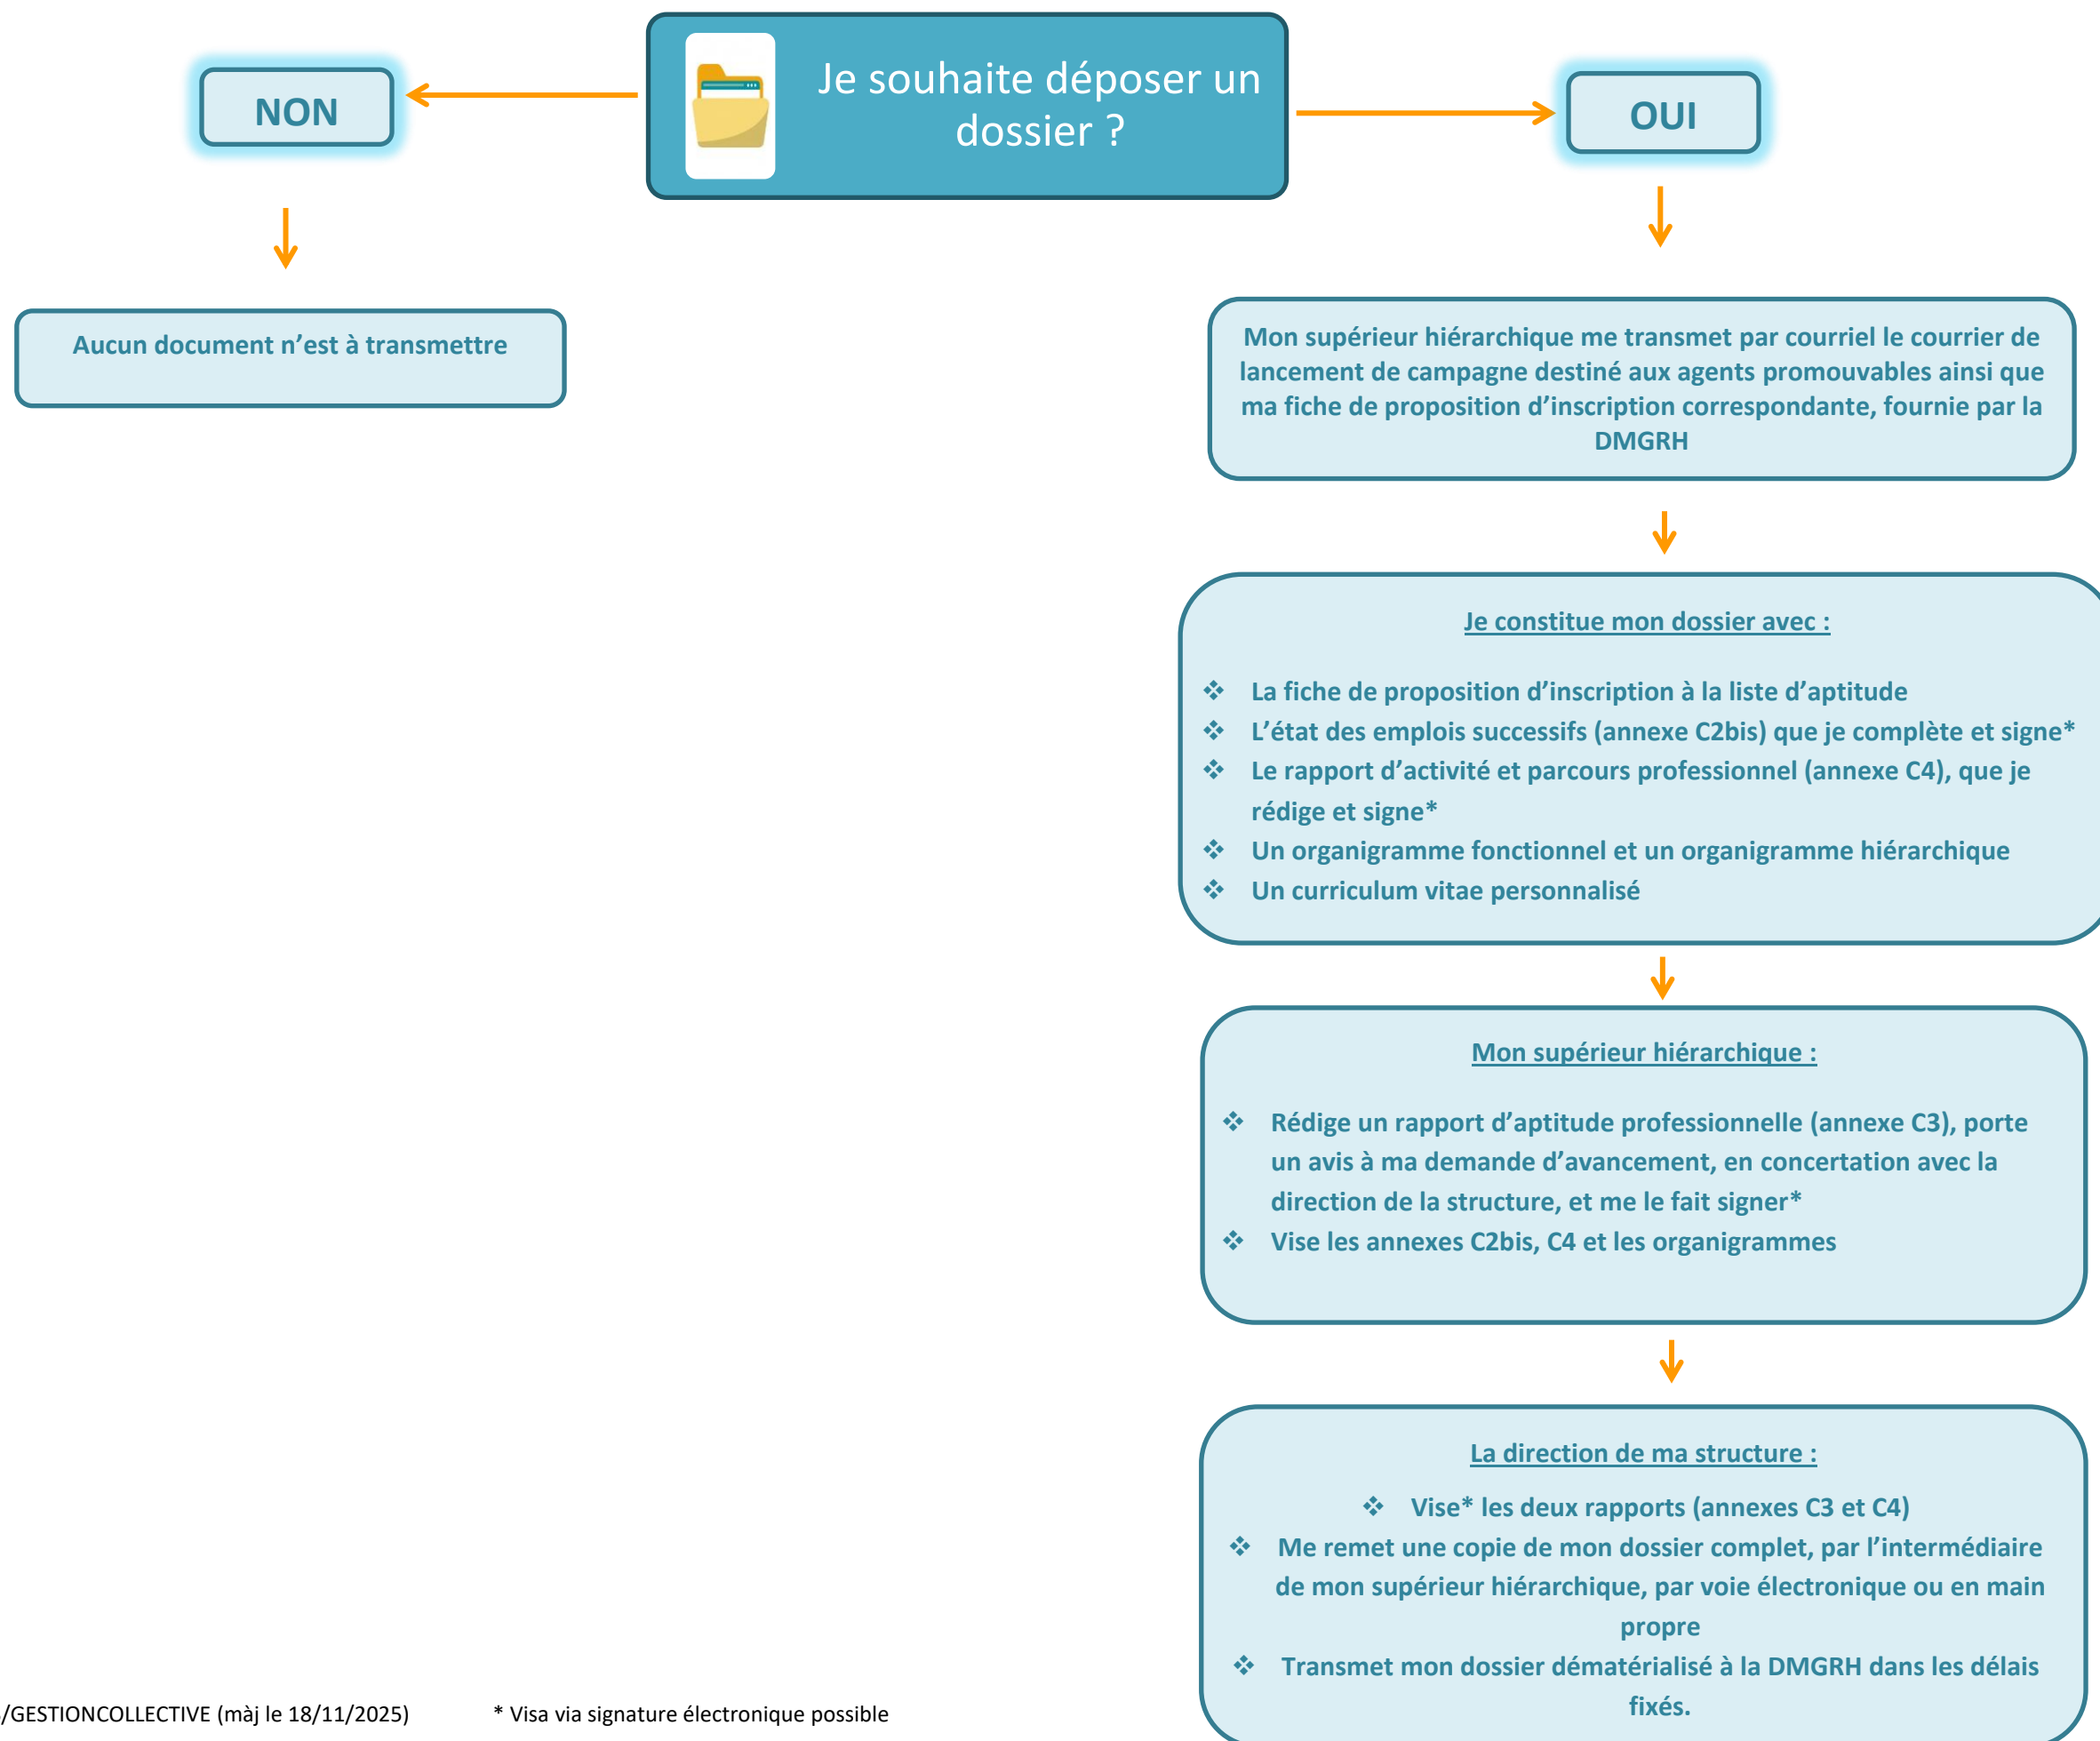 Je souhaite déposer un
dossier ?
NON
OUI
Aucun document n’est à transmettre
Mon supérieur hiérarchique me transmet par courriel le courrier de
lancement de campagne destiné aux agents promouvables ainsi que
ma fiche de proposition d’inscription correspondante, fournie par la
DMGRH
Je constitue mon dossier avec :
❖ La fiche de proposition d’inscription à la liste d’aptitude
❖ L’état des emplois successifs (annexe C2bis) que je complète et signe*
❖ Le rapport d’activité et parcours professionnel (annexe C4), que je
rédige et signe*
❖ Un organigramme fonctionnel et un organigramme hiérarchique
❖ Un curriculum vitae personnalisé
Mon supérieur hiérarchique :
❖ Rédige un rapport d’aptitude professionnelle (annexe C3), porte
un avis à ma demande d’avancement, en concertation avec la
direction de la structure, et me le fait signer*
❖ Vise les annexes C2bis, C4 et les organigrammes
La direction de ma structure :
❖ Vise* les deux rapports (annexes C3 et C4)
❖ Me remet une copie de mon dossier complet, par l’intermédiaire
de mon supérieur hiérarchique, par voie électronique ou en main
propre
❖ Transmet mon dossier dématérialisé à la DMGRH dans les délais
fixés.
/GESTIONCOLLECTIVE (màj le 18/11/2025) * Visa via signature électronique possible